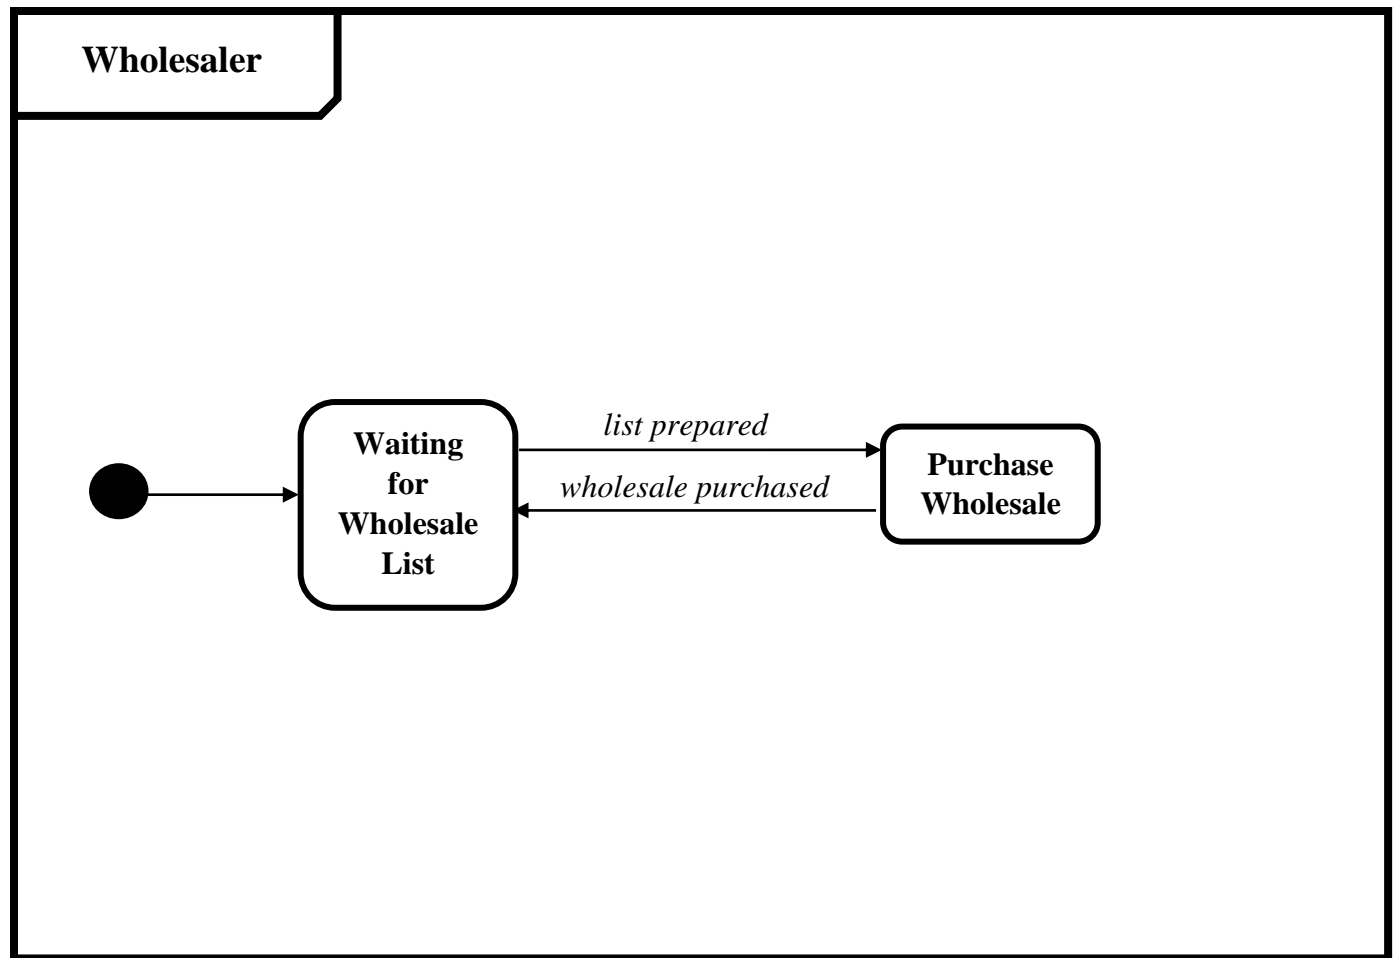 Wholesaler
Waiting
for
Wholesale
List
list prepared
wholesale purchased
Purchase
Wholesale